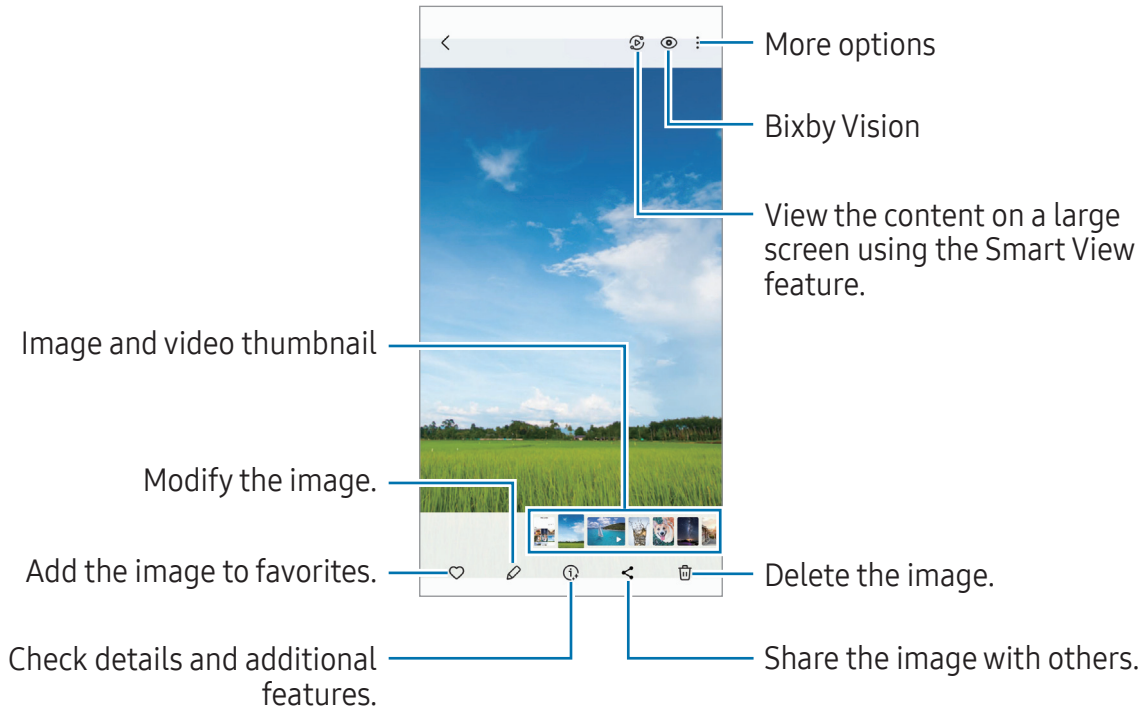 More options
Bixby Vision
View the content on a large
screen using the Smart View
feature.
Image and video thumbnail
Modify the image.
Add the image to favorites.
Delete the image.
Check details and additional
features.
Share the image with others.